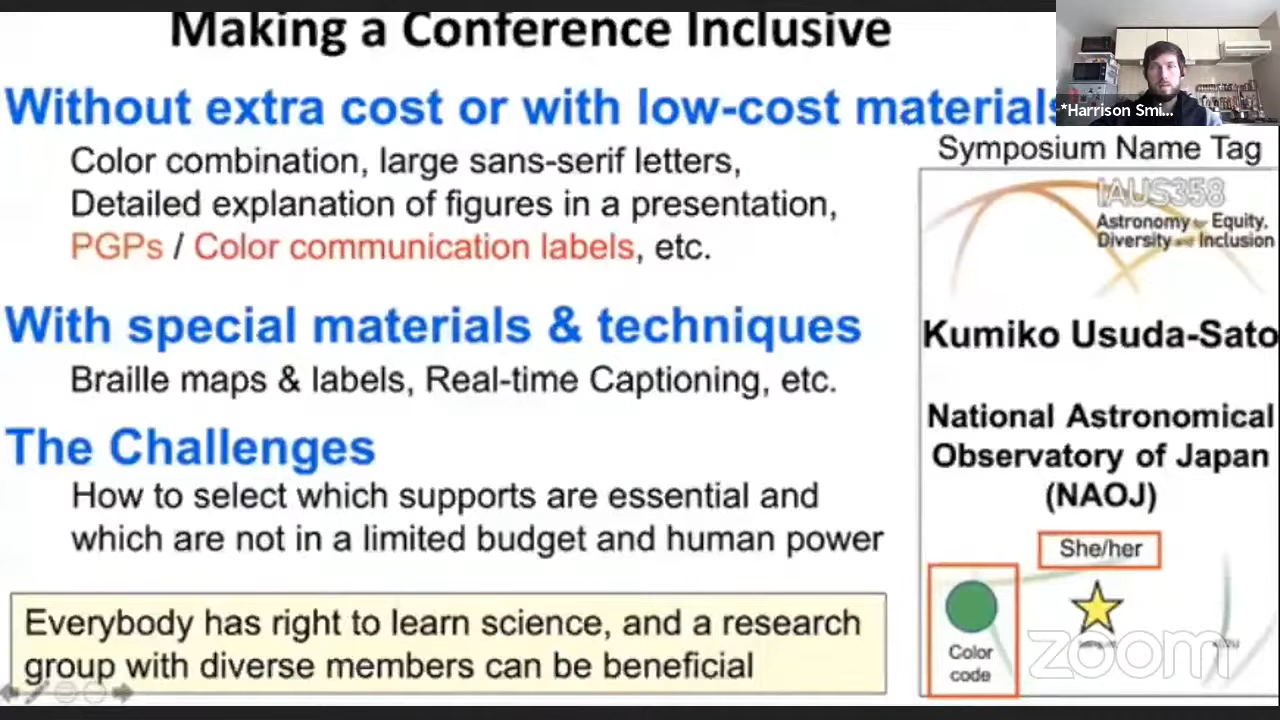 Making a Conference Inclusive
Without extra cost or with low-cost materials
Color combination, large sans-serif letters,
Detailed explanation of figures in a presentation,
PGPs / Color communication labels, etc.
With special materials & techniques
Braille maps & labels, Real-time Captioning, etc.
The Challenges
How to select which supports are essential and
which are not in a limited budget and human power
Everybody has right to learn science, and a research
group with diverse members can be beneficial
*Harrison Smi...
Symposium Name Tag
IAUS358
Astronomy for Equity,
Diversity and Inclusion
Kumiko Usuda-Sato
National Astronomical
Observatory of Japan
(NAOJ)
She/her
Color
code
zoom